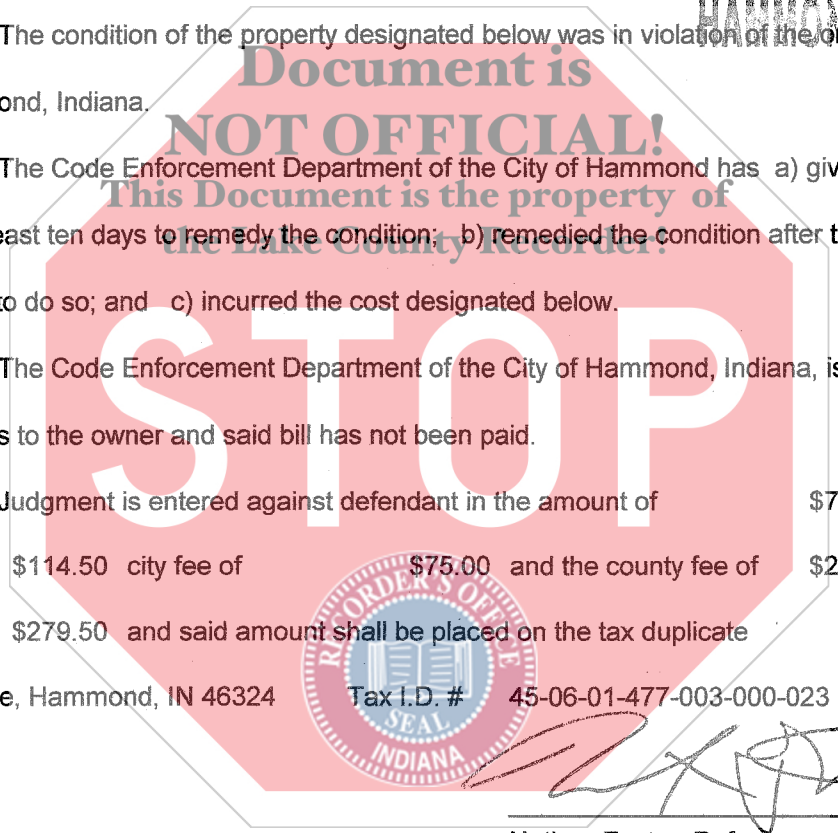 HAMMON
The condition of the property designated below was in violation of the or
Document is
ond, Indiana.
NOT OFFICIAL!
The Code Enforcement Department of the City of Hammond has a) giv
This Document is the property of
east ten days to remedy the condition; b) remedied the condition after t
the Lake County Recorder!
to do so; and c) incurred the cost designated below.
STOP
The Code Enforcement Department of the City of Hammond, Indiana, is
s to the owner and said bill has not been paid.
Judgment is entered against defendant in the amount of $7
$114.50 city fee of $75.00 and the county fee of $2
$279.50 and said amount shall be placed on the tax duplicate
RECORDER'S OFFICE
e, Hammond, IN 46324 Tax I.D. # 45-06-01-477-003-000-023
SEAL
INDIANA